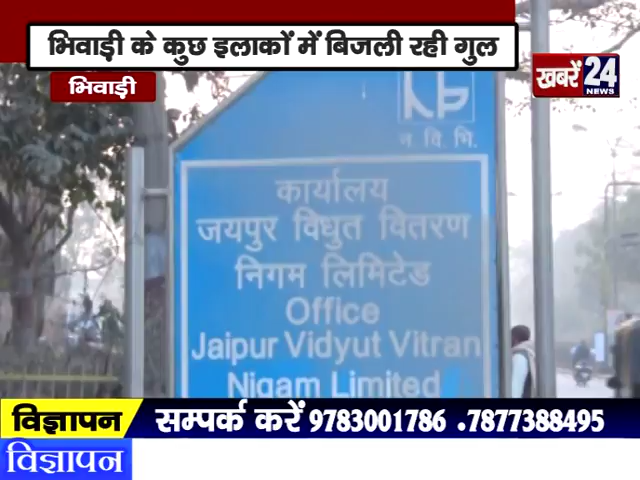 भिवाड़ी के कुछ इलाकों में बिजली रही गुल
भिवाड़ी
खबरें 24
NEWS
न. वि. भि.
कार्यालय
जयपुर विधुत वितरण
निगम लिमिटेड
Office
Jaipur Vidyut Vitran
Nigam Limited
विज्ञापन सम्पर्क करें 9783001786 .7877388495
विज्ञापन